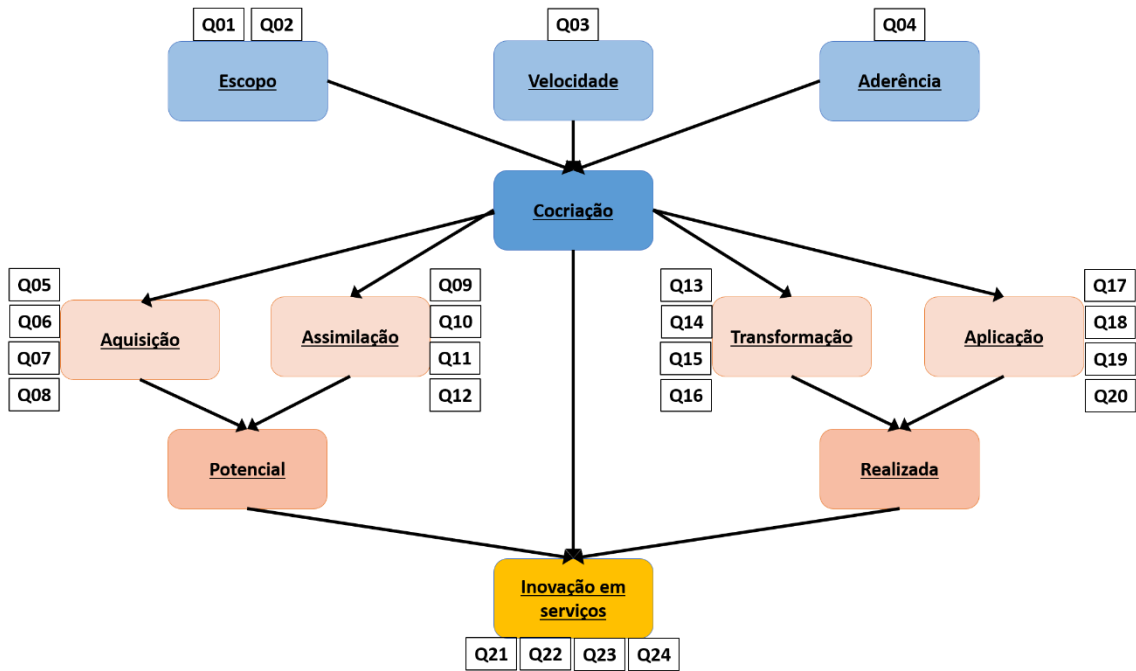 Q01 Q02
Q03
Q04
Escopo
Velocidade
Aderência
Cocriação
Q05
Q06
Q07
Q08
Aquisição
Assimilação
Q09
Q10
Q11
Q12
Q13
Q14
Q15
Q16
Transformação
Aplicação
Q17
Q18
Q19
Q20
Potencial
Realizada
Inovação em
serviços
Q21 Q22 Q23 Q24